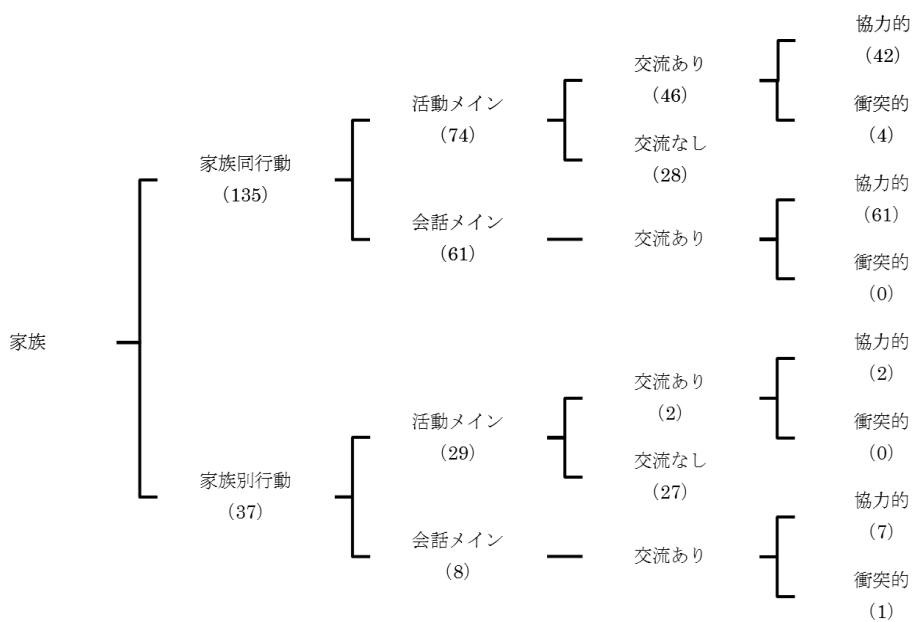 家族
家族同行動
（135）
家族別行動
（37）
活動メイン
（74）
会話メイン
（61）
活動メイン
（29）
会話メイン
（8）
交流あり
（46）
交流なし
（28）
交流あり
交流あり
（2）
交流なし
（27）
交流あり
協力的
（42）
衝突的
（4）
協力的
（61）
衝突的
（0）
協力的
（2）
衝突的
（0）
協力的
（7）
衝突的
（1）